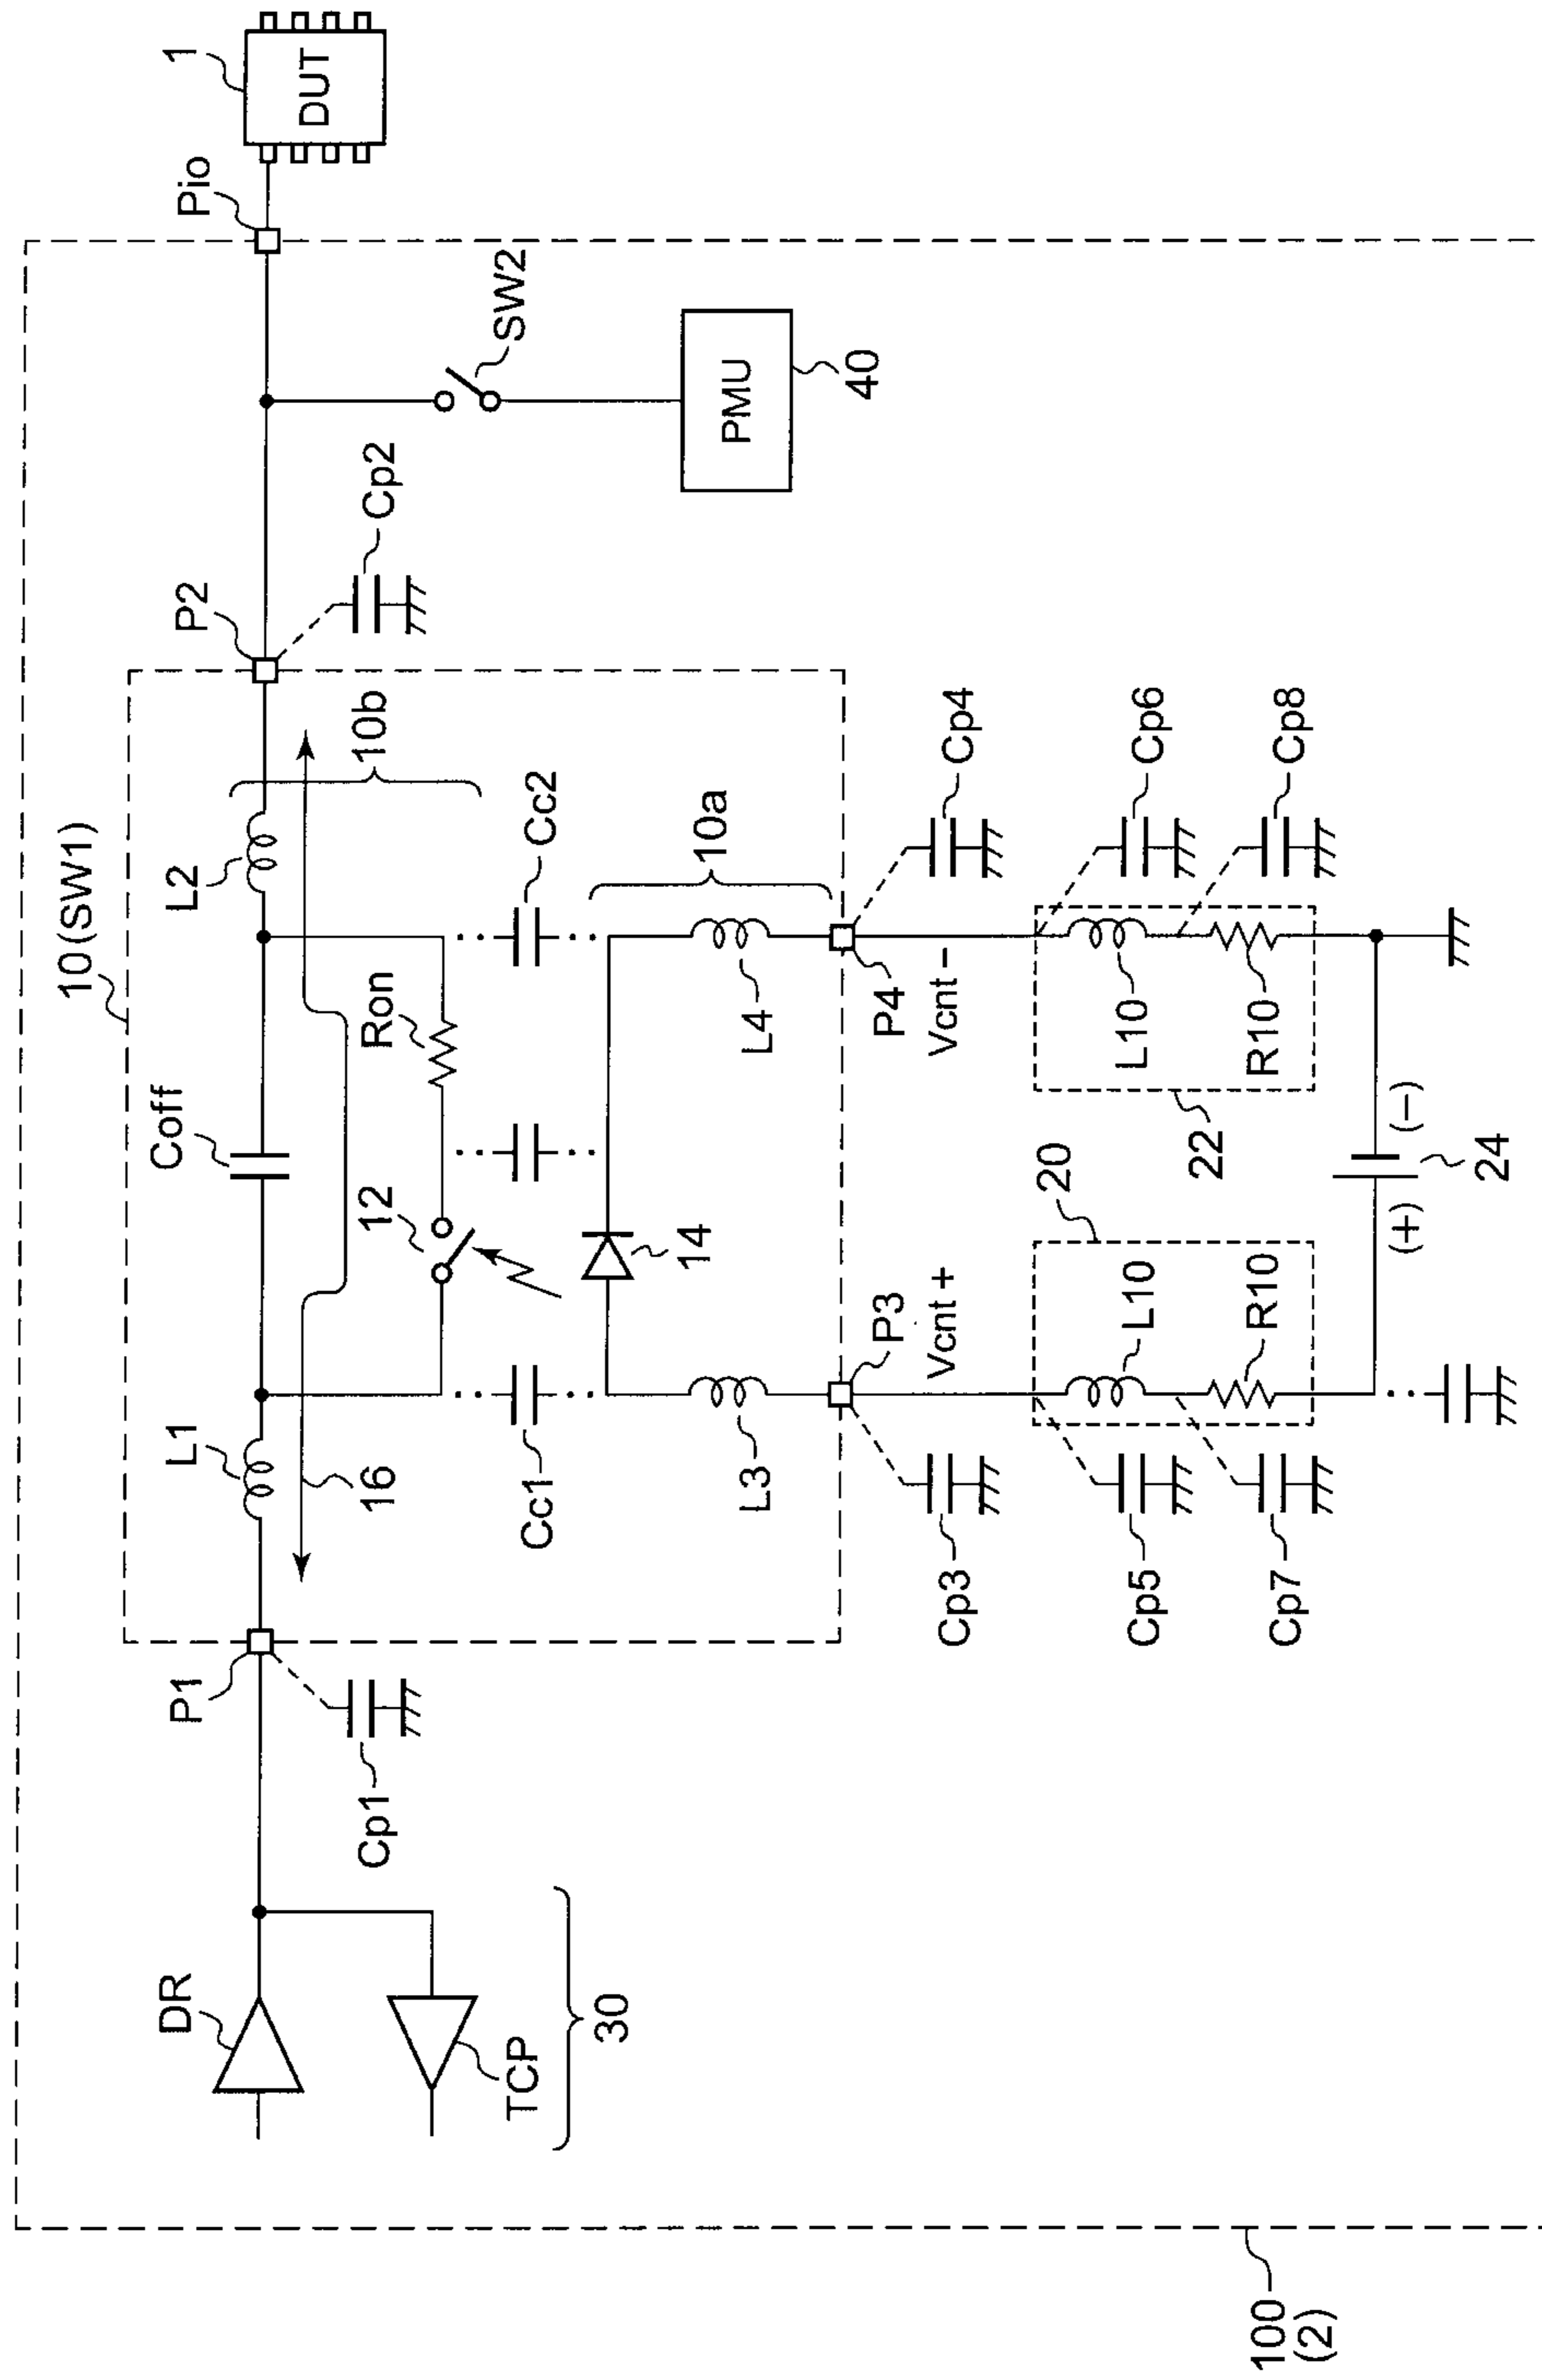 100
(2)
DR
TCP
30
P1
Cp1
10 (SW1)
L1
16
Coff
L2
10b
12
Ron
Cc1
Cc2
14
10a
L3
L4
P2
Cp2
P3
Vcnt +
P4
Vcnt −
Cp3
Cp4
Cp5
Cp6
Cp7
Cp8
20
L10
R10
22
L10
R10
(+)
(−)
24
SW2
PMU
40
Pio
1
DUT